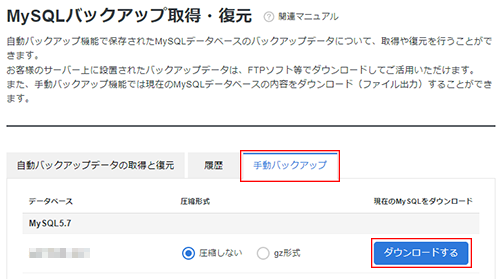 MySQLバックアップ取得・復元 ? 関連マニュアル
自動バックアップ機能で保存されたMySQLデータベースのバックアップデータについて、取得や復元を行うことができ
ます。
お客様のサーバー上に設置されたバックアップデータは、FTPソフト等でダウンロードしてご活用いただけます。
また、手動バックアップ機能では現在のMySQLデータベースの内容をダウンロード（ファイル出力）することができ
ます。
自動バックアップデータの取得と復元 履歴 手動バックアップ
データベース 圧縮形式 現在のMySQLをダウンロード
MySQL5.7
圧縮しない gz形式 ダウンロードする